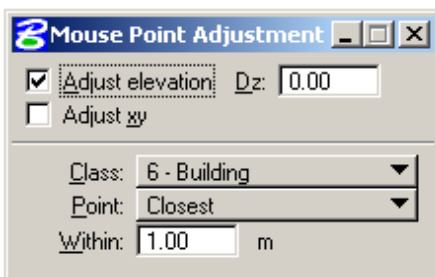 Mouse Point Adjustment
Adjust elevation Dz: 0.00
Adjust xy
Class: 6 - Building
Point: Closest
Within: 1.00 m